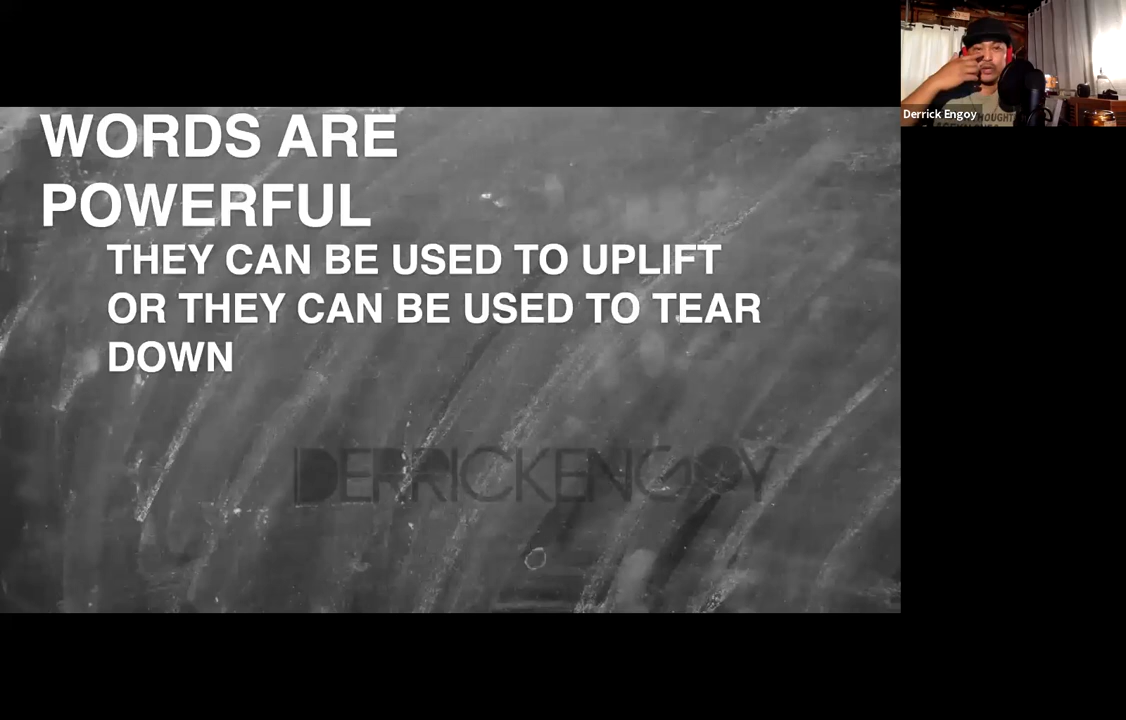 WORDS ARE
POWERFUL
THEY CAN BE USED TO UPLIFT
OR THEY CAN BE USED TO TEAR
DOWN
DERRICKENGOY
Derrick Engoy
THOUGHT